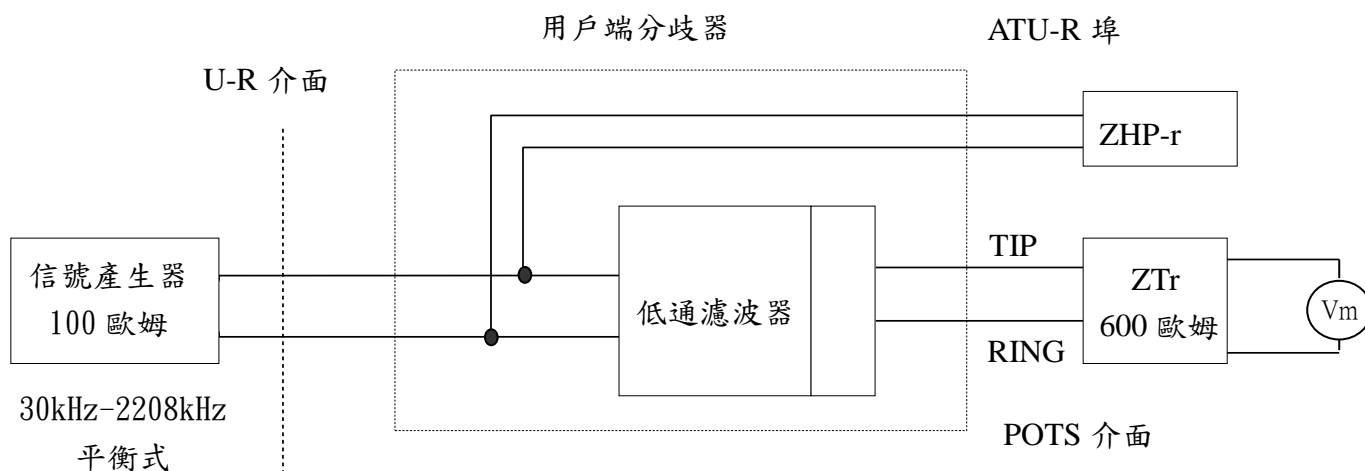 用戶端分歧器
ATU-R 埠
U-R 介面
ZHP-r
信號產生器
100 歐姆
低通濾波器
TIP
RING
ZTr
600 歐姆
Vm
30kHz-2208kHz
平衡式
POTS 介面